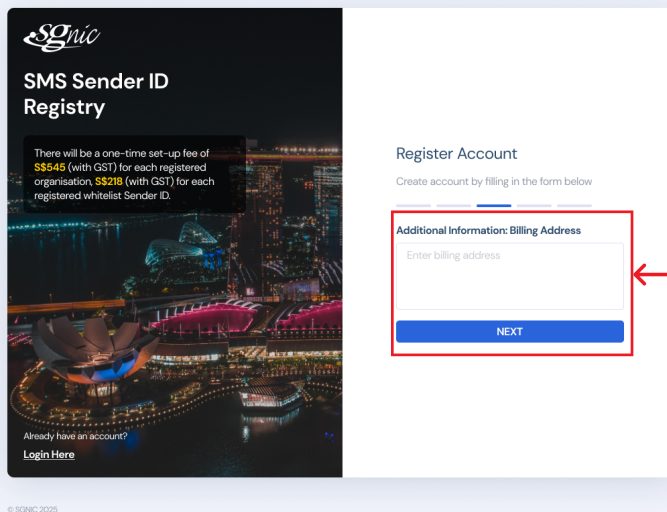 sgnic
SMS Sender ID
Registry
There will be a one-time set-up fee of
S$545 (with GST) for each registered
organisation, S$218 (with GST) for each
registered whitelist Sender ID.
Already have an account?
Login Here
Register Account
Create account by filling in the form below
Additional Information: Billing Address
Enter billing address
NEXT
© SGNIC 2025